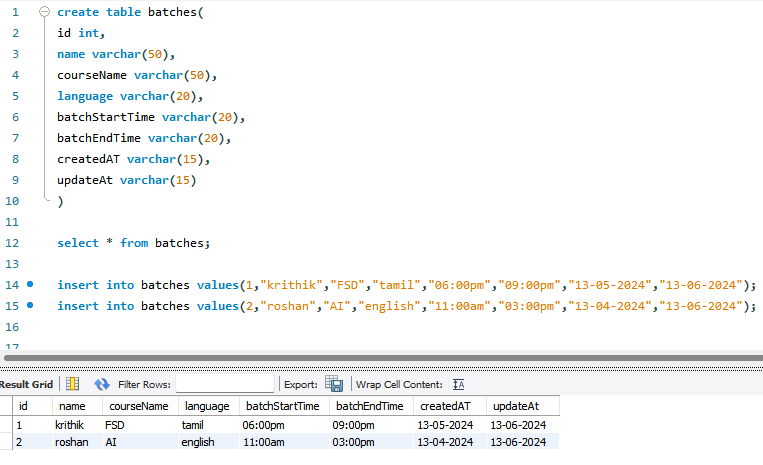 1 create table batches(
2 id int,
3 name varchar(50),
4 courseName varchar(50),
5 language varchar(20),
6 batchStartTime varchar(20),
7 batchEndTime varchar(20),
8 createdAT varchar(15),
9 updateAt varchar(15)
10 )
11
12 select * from batches;
13
14 insert into batches values(1,"krithik","FSD","tamil","06:00pm","09:00pm","13-05-2024","13-06-2024");
15 insert into batches values(2,"roshan","AI","english","11:00am","03:00pm","13-04-2024","13-06-2024");
16
17
Result Grid Filter Rows: Export: Wrap Cell Content: IA
id name courseName language batchStartTime batchEndTime createdAT updateAt
1 krithik FSD tamil 06:00pm 09:00pm 13-05-2024 13-06-2024
2 roshan AI english 11:00am 03:00pm 13-04-2024 13-06-2024